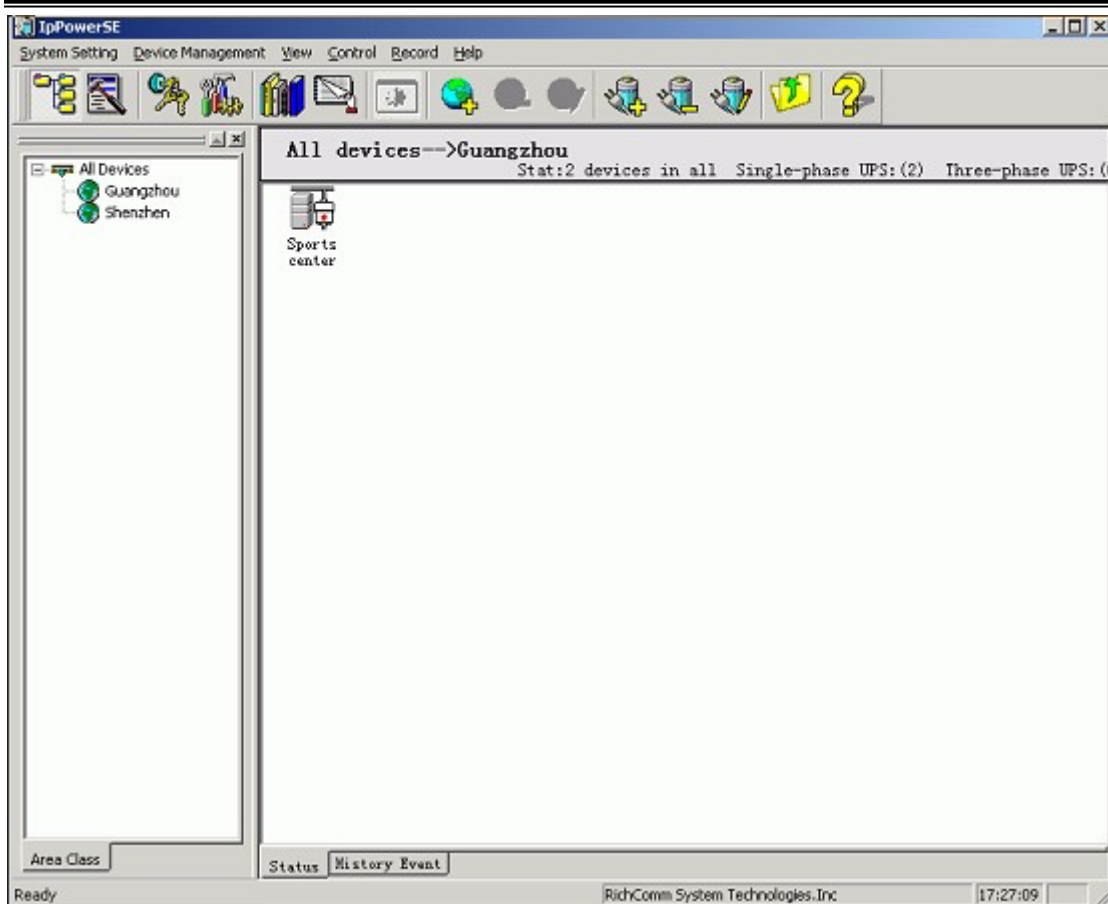 IpPowerSE
System Setting Device Management View Control Record Help
All devices-->Guangzhou
Stat:2 devices in all Single-phase UPS:(2) Three-phase UPS:(
All Devices
Guangzhou
Shenzhen
Sports
center
Area Class
Status History Event
Ready RichComm System Technologies.Inc 17:27:09